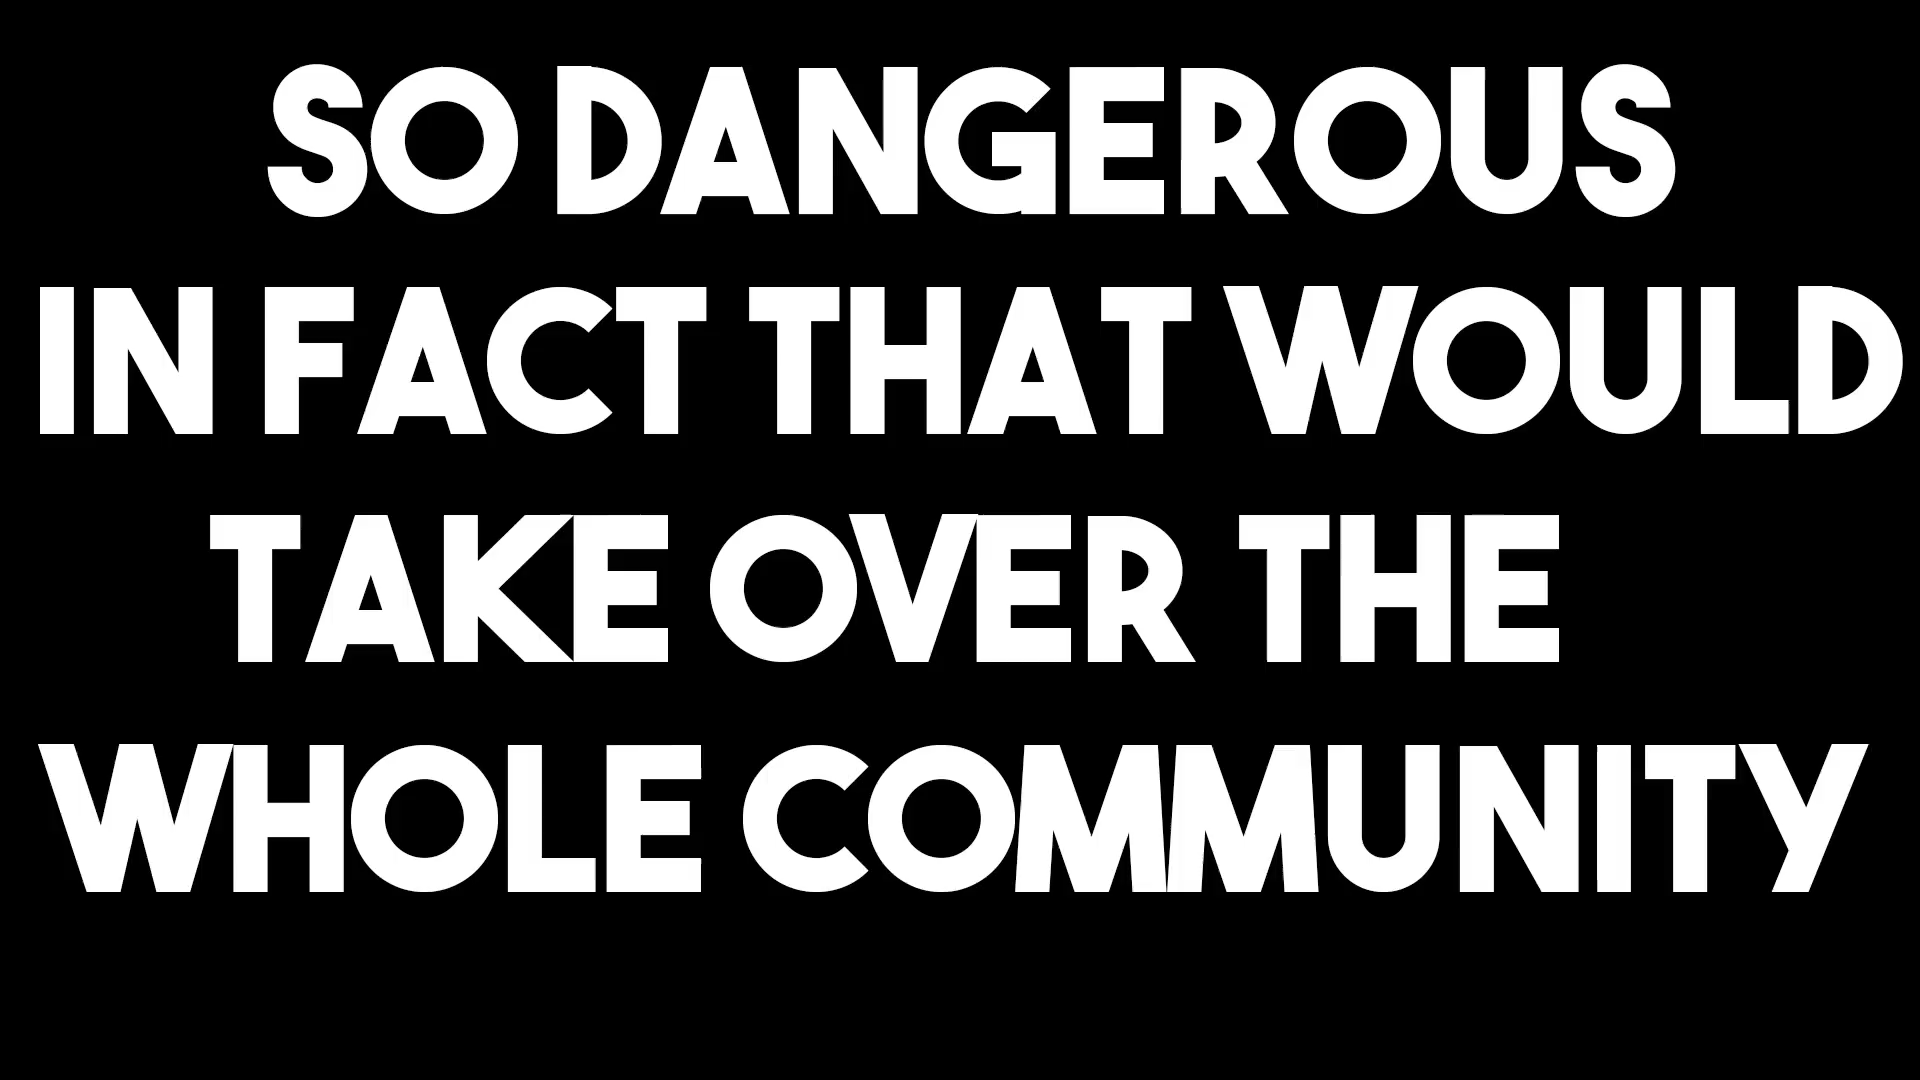 SO DANGEROUS
IN FACT THAT WOULD
TAKE OVER THE
WHOLE COMMUNITY